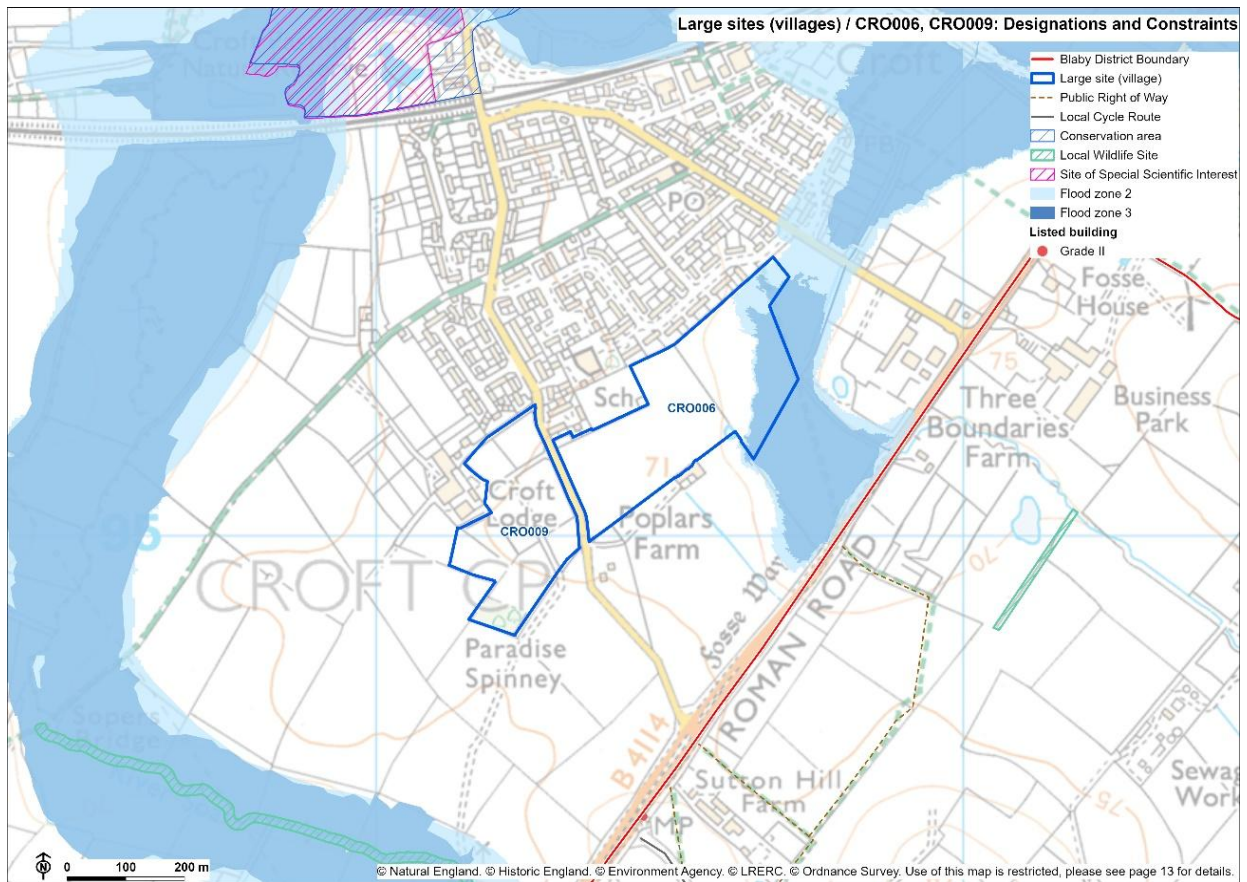 Large sites (villages) / CRO006, CRO009: Designations and Constraints
Blaby District Boundary
Large site (village)
Public Right of Way
Local Cycle Route
Conservation area
Local Wildlife Site
Site of Special Scientific Interest
Flood zone 2
Flood zone 3
Listed building
Grade II
Croft
Croft
PO
Fosse
House
75
Sch
CRO006
Three
Boundaries
Farm
Business
Park
71
Croft
Lodge
CRO009
Poplars
Farm
95
CROFT CP
70
Paradise
Spinney
Fosse
ROMAN ROAD
Sopers
Bridge
B4114
Sutton Hill
Farm
75
MP
N
0 100 200 m
© Natural England. © Historic England. © Environment Agency. © LRERC. © Ordnance Survey. Use of this map is restricted, please see page 13 for details.